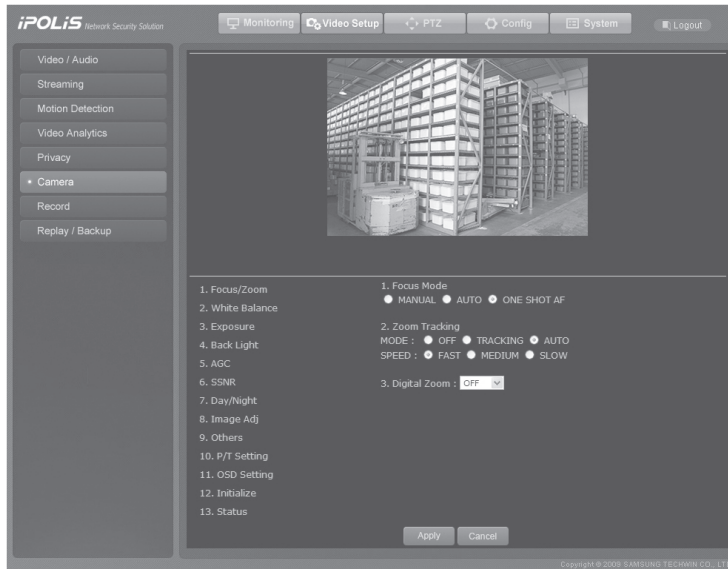 iPOLiS Network Security Solution
Monitoring Video Setup PTZ Config System Logout
Video / Audio
Streaming
Motion Detection
Video Analytics
Privacy
Camera
Record
Replay / Backup
1. Focus/Zoom
2. White Balance
3. Exposure
4. Back Light
5. AGC
6. SSNR
7. Day/Night
8. Image Adj
9. Others
10. P/T Setting
11. OSD Setting
12. Initialize
13. Status
1. Focus Mode
MANUAL AUTO ONE SHOT AF
2. Zoom Tracking
MODE : OFF TRACKING AUTO
SPEED : FAST MEDIUM SLOW
3. Digital Zoom : OFF
Apply Cancel
Copyright © 2009 SAMSUNG TECHWIN CO., LT